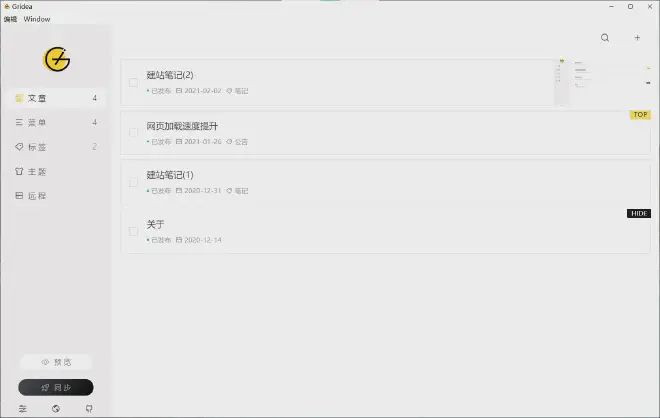 Gridea
编辑 Window
文章 4
菜单 4
标签 2
主题
远程
预览
同步
建站笔记(2)
已发布 2021-02-02 笔记
TOP
网页加载速度提升
已发布 2021-01-26 公告
建站笔记(1)
已发布 2020-12-31 笔记
HIDE
关于
已发布 2020-12-14